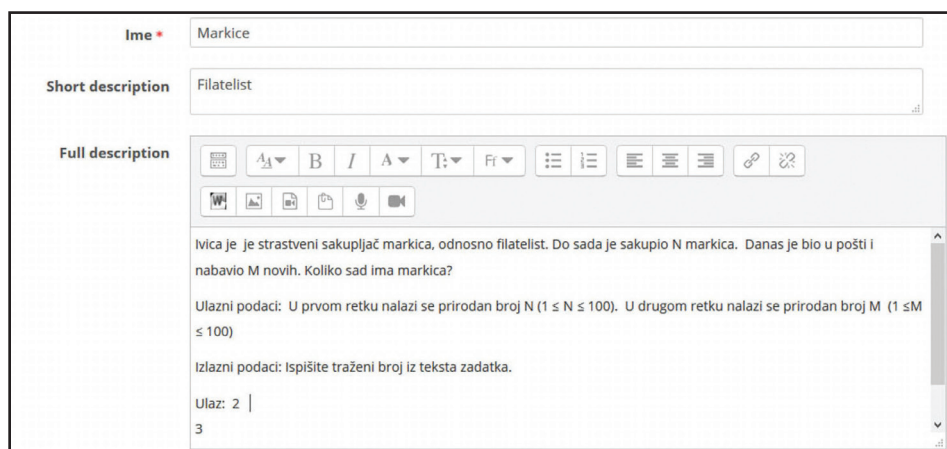 Ime * Markice
Short description Filatelist
Full description
A͟A B I A T: Ff
W
Ivica je  je strastveni sakupljač markica, odnosno filatelist. Do sada je sakupio N markica.  Danas je bio u pošti i
nabavio M novih. Koliko sad ima markica?
Ulazni podaci:  U prvom retku nalazi se prirodan broj N (1 ≤ N ≤ 100).  U drugom retku nalazi se prirodan broj M  (1 ≤M
≤ 100)
Izlazni podaci: Ispišite traženi broj iz teksta zadatka.
Ulaz:  2
3